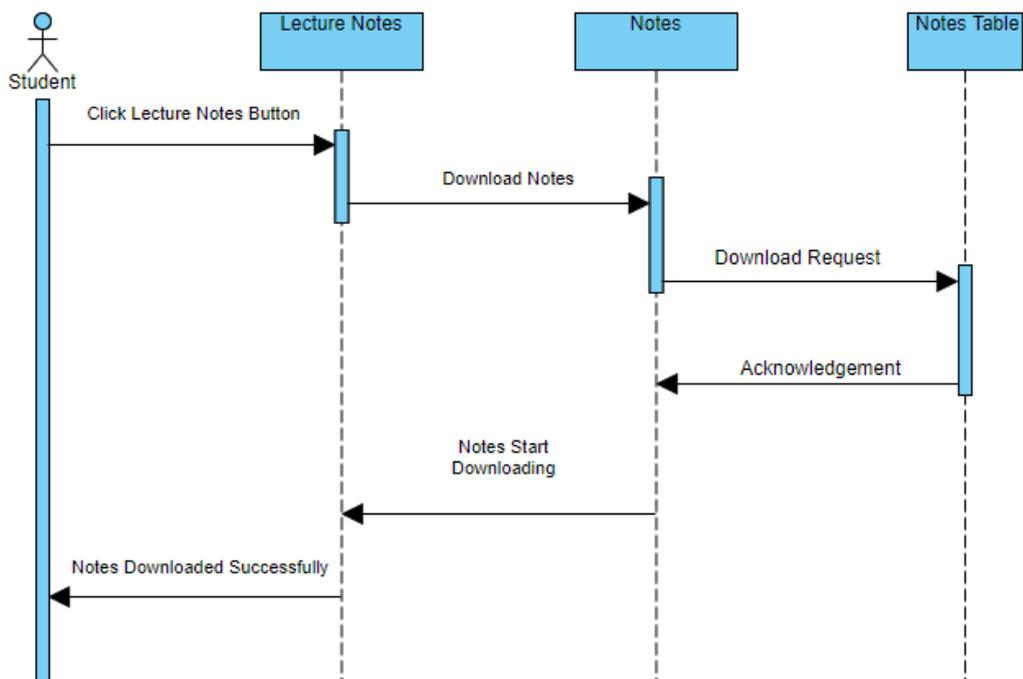 Lecture Notes
Notes
Notes Table
Student
Click Lecture Notes Button
Download Notes
Download Request
Acknowledgement
Notes Start
Downloading
Notes Downloaded Successfully